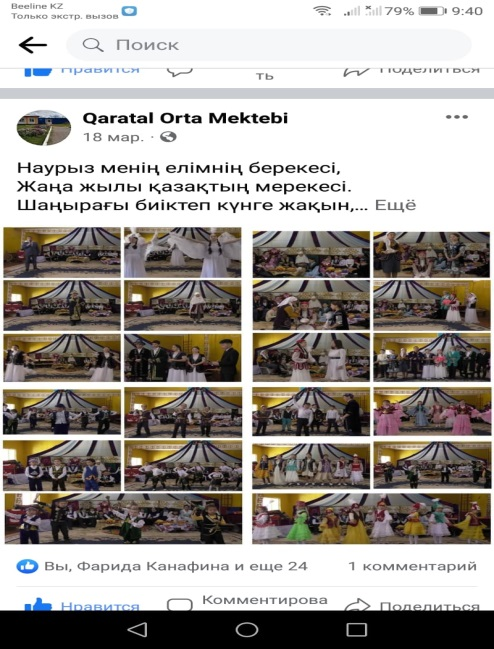 Beeline KZ
Только экстр. вызов
79% 9:40
Поиск
Нравится ть Поделиться
Qaratal Orta Mektebi
18 мар. ·
Наурыз менің елімнің берекесі,
Жаңа жылы қазақтың мерекесі.
Шаңырағы биіктеп күнге жақын,... Ещё
Вы, Фарида Канафина и еще 24 1 комментарий
Нравится Комментирова Поделиться